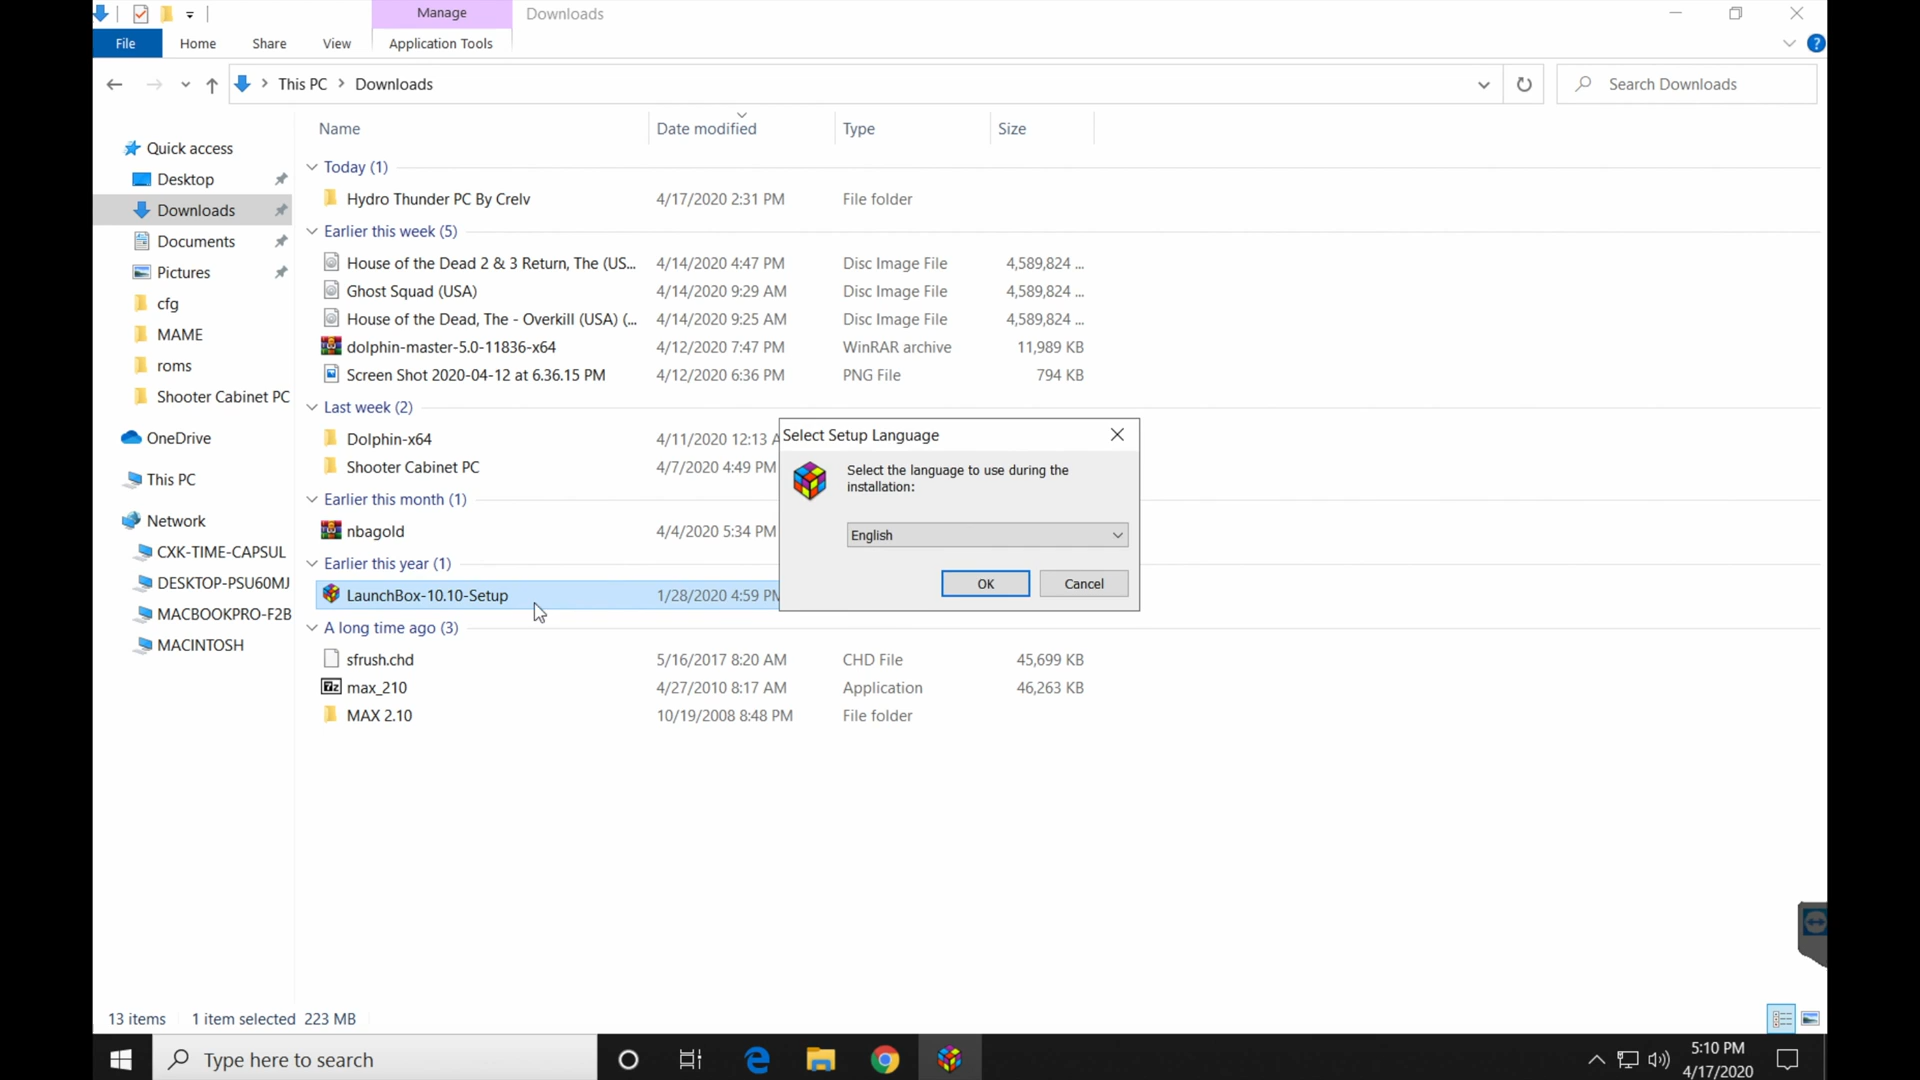 Manage
Downloads
File
Home
Share
View
Application Tools
This PC
Downloads
Search Downloads
Name
Date modified
Type
Size
Quick access
Desktop
Downloads
Documents
Pictures
cfg
MAME
roms
Shooter Cabinet PC
OneDrive
This PC
Network
CXK-TIME-CAPSUL
DESKTOP-PSU60MJ
MACBOOKPRO-F2B
MACINTOSH
Today (1)
Hydro Thunder PC By Crelv 4/17/2020 2:31 PM File folder
Earlier this week (5)
House of the Dead 2 & 3 Return, The (US... 4/14/2020 4:47 PM Disc Image File 4,589,824 ...
Ghost Squad (USA) 4/14/2020 9:29 AM Disc Image File 4,589,824 ...
House of the Dead, The - Overkill (USA) (... 4/14/2020 9:25 AM Disc Image File 4,589,824 ...
dolphin-master-5.0-11836-x64 4/12/2020 7:47 PM WinRAR archive 11,989 KB
Screen Shot 2020-04-12 at 6.36.15 PM 4/12/2020 6:36 PM PNG File 794 KB
Last week (2)
Dolphin-x64 4/11/2020 12:13 A
Shooter Cabinet PC 4/7/2020 4:49 PM
Earlier this month (1)
nbagold 4/4/2020 5:34 PM
Earlier this year (1)
LaunchBox-10.10-Setup 1/28/2020 4:59 PM
A long time ago (3)
sfrush.chd 5/16/2017 8:20 AM CHD File 45,699 KB
max_210 4/27/2010 8:17 AM Application 46,263 KB
MAX 2.10 10/19/2008 8:48 PM File folder
Select Setup Language
Select the language to use during the
installation:
English
OK
Cancel
13 items
1 item selected 223 MB
Type here to search
5:10 PM
4/17/2020